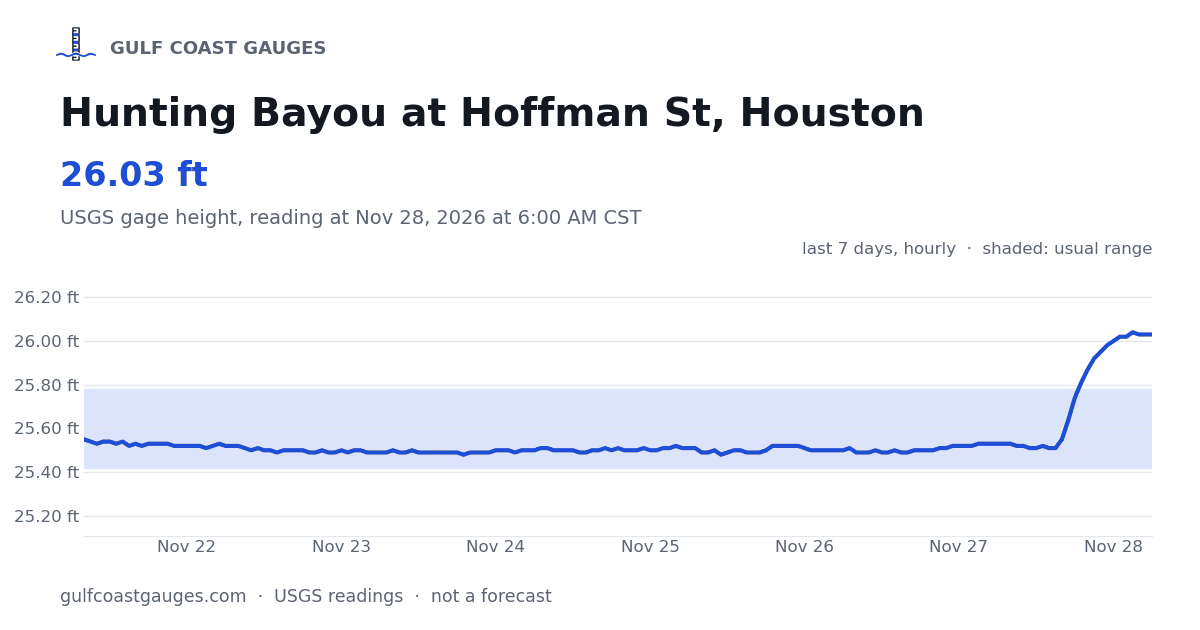 GULF COAST GAUGES
Hunting Bayou at Hoffman St, Houston
26.03 ft
USGS gage height, reading at Nov 28, 2026 at 6:00 AM CST
last 7 days, hourly · shaded: usual range
26.20 ft
26.00 ft
25.80 ft
25.60 ft
25.40 ft
25.20 ft
Nov 22 Nov 23 Nov 24 Nov 25 Nov 26 Nov 27 Nov 28
gulfcoastgauges.com · USGS readings · not a forecast